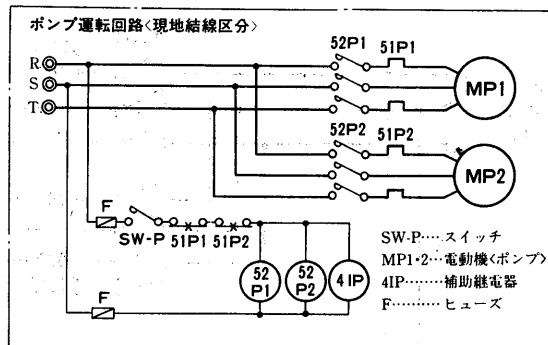 ポンプ運転回路〈現地結線区分〉
52P1 51P1
R
S
T
MP1
52P2 51P2
MP2
F
SW-P 51P1 51P2
52 P1
52 P2
4IP
F
SW-P‥‥スイッチ
MP1・2‥電動機〈ポンプ〉
4IP‥‥‥‥補助継電器
F‥‥‥‥‥ヒューズ